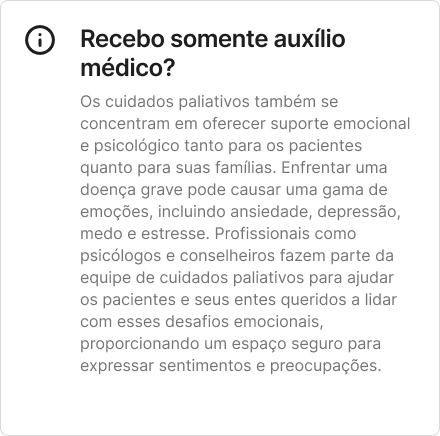 Recebo somente auxílio
médico?
Os cuidados paliativos também se
concentram em oferecer suporte emocional
e psicológico tanto para os pacientes
quanto para suas famílias. Enfrentar uma
doença grave pode causar uma gama de
emoções, incluindo ansiedade, depressão,
medo e estresse. Profissionais como
psicólogos e conselheiros fazem parte da
equipe de cuidados paliativos para ajudar
os pacientes e seus entes queridos a lidar
com esses desafios emocionais,
proporcionando um espaço seguro para
expressar sentimentos e preocupações.